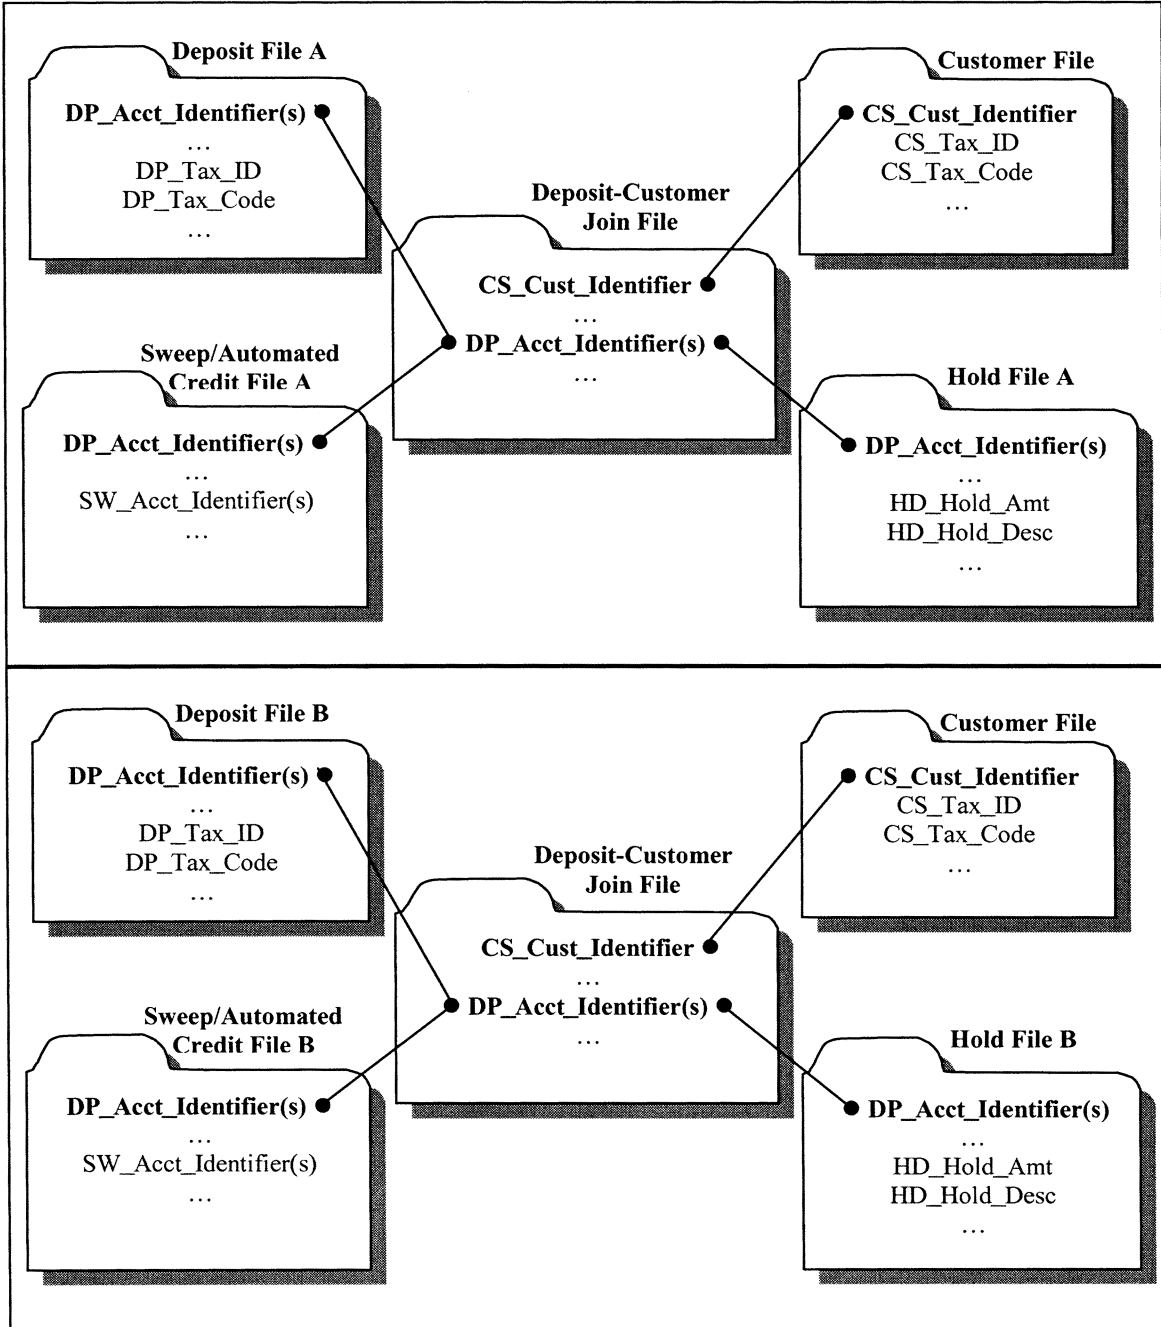 Deposit File A
DP_Acct_Identifier(s)
...
DP_Tax_ID
DP_Tax_Code
...
Customer File
CS_Cust_Identifier
CS_Tax_ID
CS_Tax_Code
...
Deposit-Customer
Join File
CS_Cust_Identifier
...
DP_Acct_Identifier(s)
...
Sweep/Automated
Credit File A
DP_Acct_Identifier(s)
...
SW_Acct_Identifier(s)
...
Hold File A
DP_Acct_Identifier(s)
...
HD_Hold_Amt
HD_Hold_Desc
...
Deposit File B
DP_Acct_Identifier(s)
...
DP_Tax_ID
DP_Tax_Code
...
Customer File
CS_Cust_Identifier
CS_Tax_ID
CS_Tax_Code
...
Deposit-Customer
Join File
CS_Cust_Identifier
...
DP_Acct_Identifier(s)
...
Sweep/Automated
Credit File B
DP_Acct_Identifier(s)
...
SW_Acct_Identifier(s)
...
Hold File B
DP_Acct_Identifier(s)
...
HD_Hold_Amt
HD_Hold_Desc
...